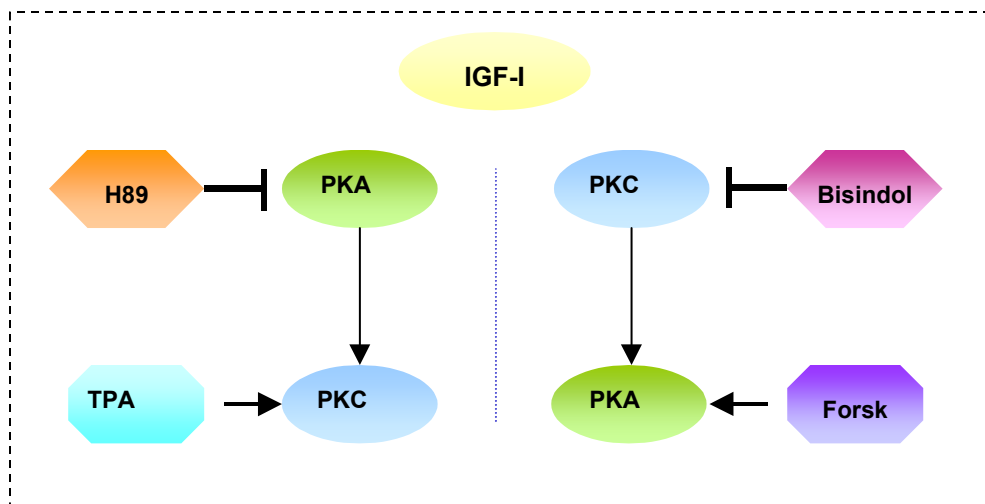 IGF-I
H89
PKA
PKC
Bisindol
TPA
PKC
PKA
Forsk